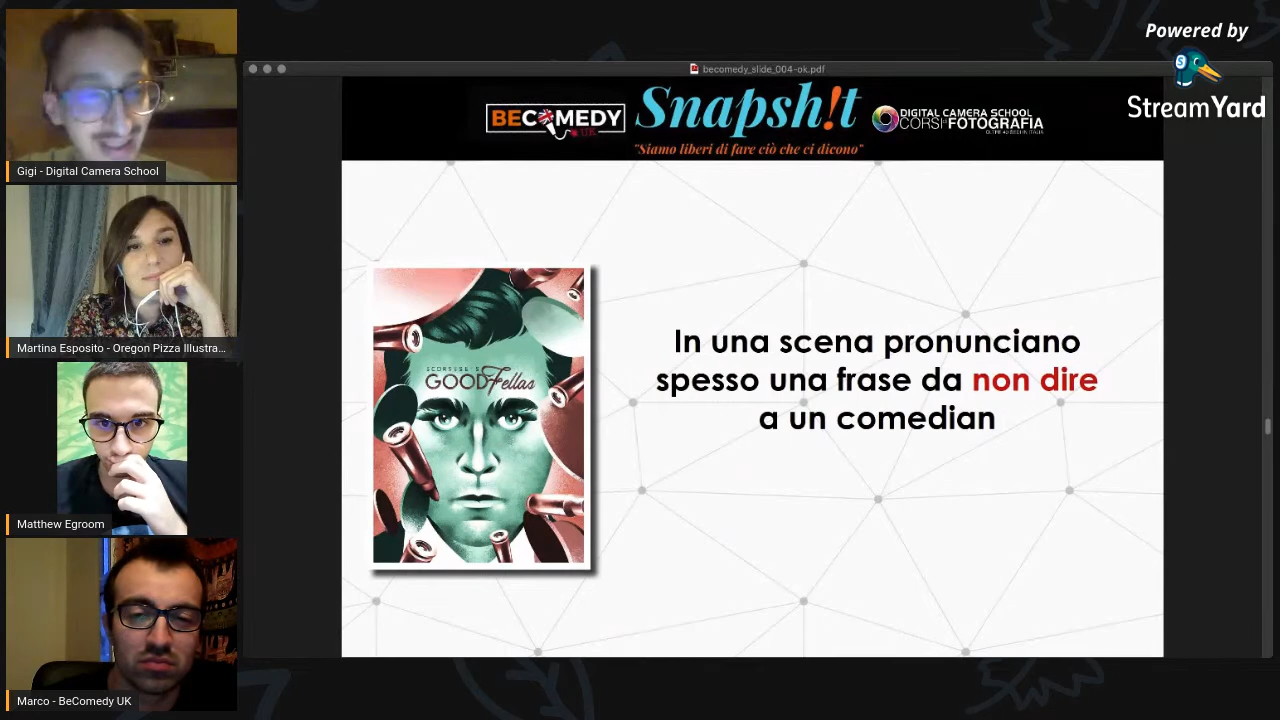 Powered by
StreamYard
becomedy_slide_004-ok.pdf
BECOMEDY
UK
Snapsh!t
DIGITAL CAMERA SCHOOL
CORSI FOTOGRAFIA
"Siamo liberi di fare ciò che ci dicono"
Gigi - Digital Camera School
Martina Esposito - Oregon Pizza Illustra...
Matthew Egroom
Marco - BeComedy UK
SCORSESE'S
GOODFellas
In una scena pronunciano
spesso una frase da non dire
a un comedian